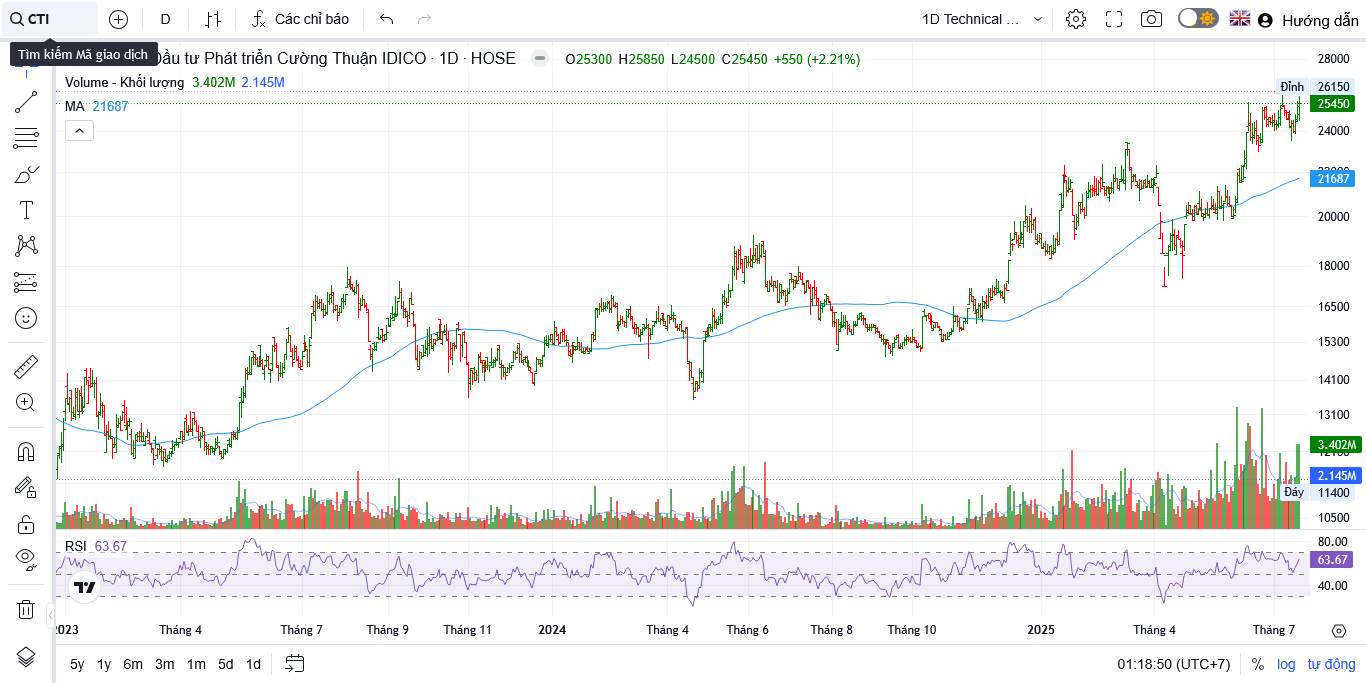 CTI
D
Các chỉ báo
1D Technical ...
Hướng dẫn
Tìm kiếm Mã giao dịch
Đầu tư Phát triển Cường Thuận IDICO · 1D · HOSE
O25300 H25850 L24500 C25450 +550 (+2.21%)
Volume - Khối lượng 3.402M 2.145M
MA 21687
28000
Đỉnh 26150
25450
24000
22000
21687
20000
18000
16500
15300
14100
13100
3.402M
12100
2.145M
Đáy 11400
10500
RSI 63.67
80.00
63.67
40.00
2023 Tháng 4 Tháng 7 Tháng 9 Tháng 11 2024 Tháng 4 Tháng 6 Tháng 8 Tháng 10 2025 Tháng 4 Tháng 7
5y 1y 6m 3m 1m 5d 1d
01:18:50 (UTC+7) % log tự động